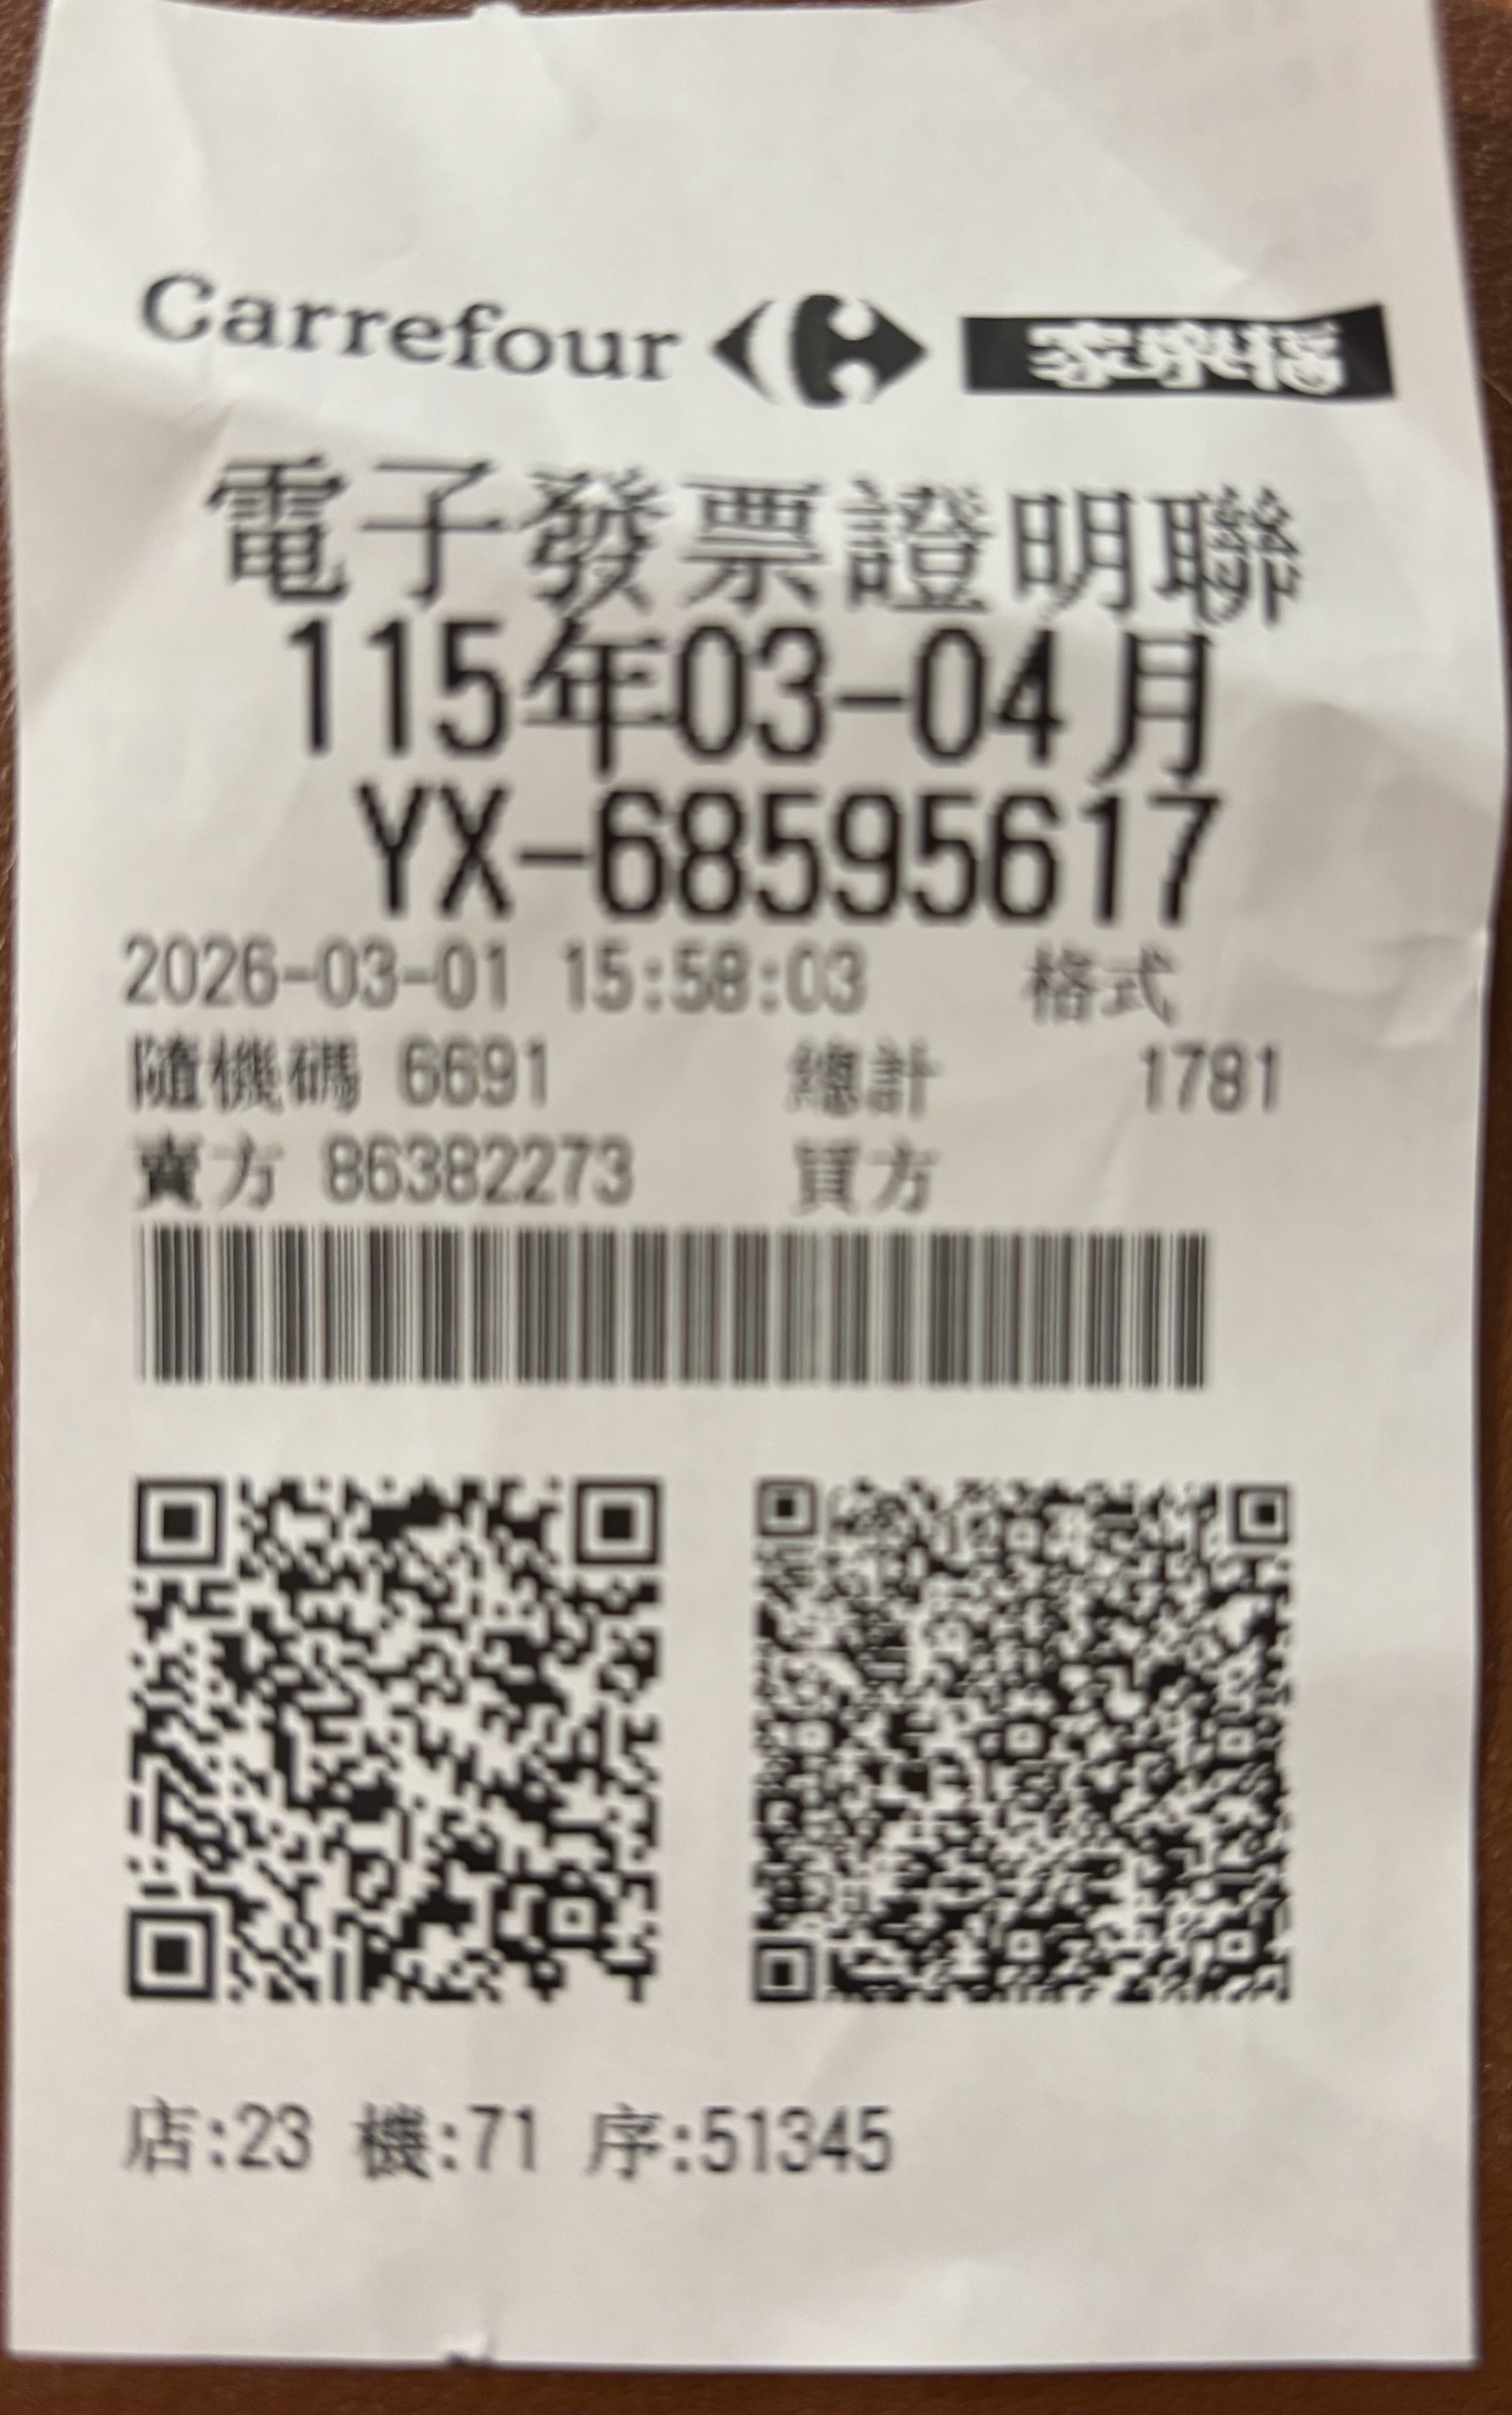 Carrefour 家樂福
電子發票證明聯
115年03-04月
YX-68595617
2026-03-01 15:58:03 格式
隨機碼 6691 總計 1781
賣方 86382273 買方
店:23 機:71 序:51345